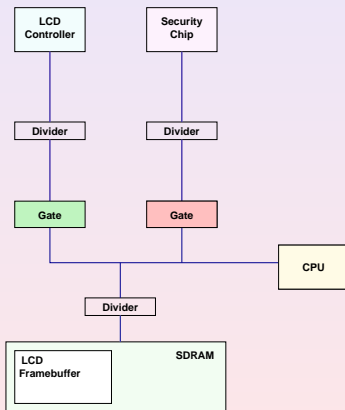 LCD
Controller
Security
Chip
Divider
Divider
Gate
Gate
CPU
Divider
SDRAM
LCD
Framebuffer